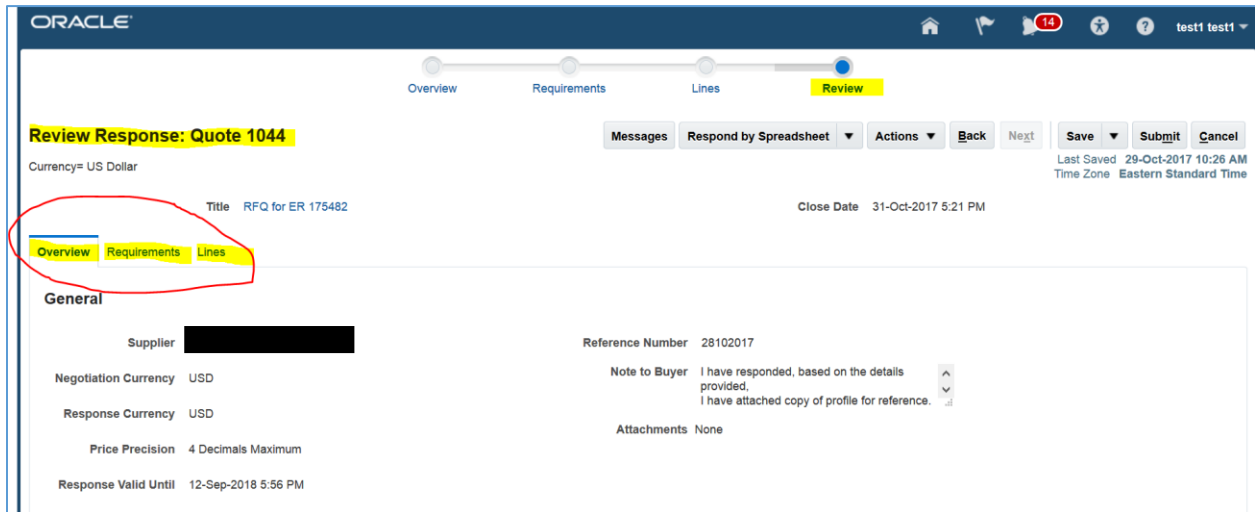 ORACLE
14
test1 test1
Overview Requirements Lines Review
Review Response: Quote 1044
Messages Respond by Spreadsheet Actions Back Next Save Submit Cancel
Currency= US Dollar
Last Saved 29-Oct-2017 10:26 AM
Time Zone Eastern Standard Time
Title RFQ for ER 175482
Close Date 31-Oct-2017 5:21 PM
Overview Requirements Lines
General
Supplier
Negotiation Currency USD
Response Currency USD
Price Precision 4 Decimals Maximum
Response Valid Until 12-Sep-2018 5:56 PM
Reference Number 28102017
Note to Buyer I have responded, based on the details
provided,
I have attached copy of profile for reference.
Attachments None